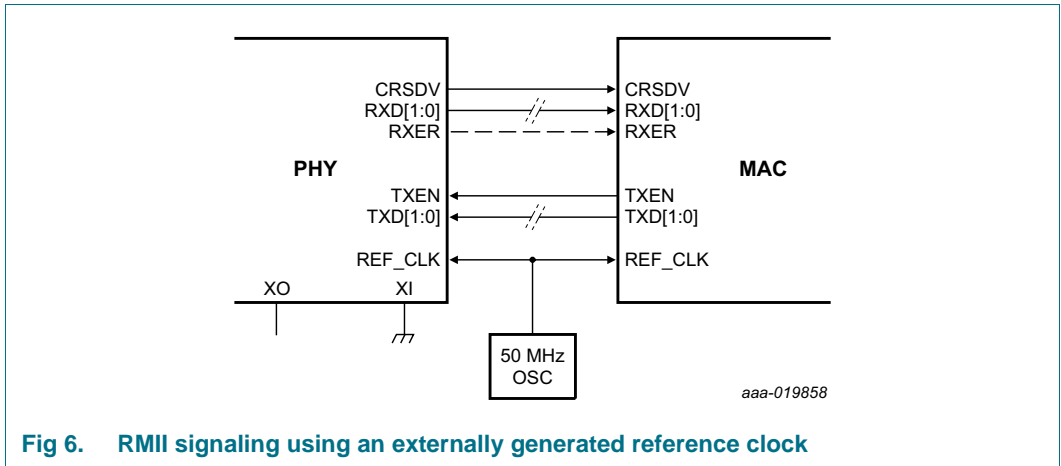 CRSDV CRSDV
RXD[1:0] RXD[1:0]
RXER RXER
PHY MAC
TXEN TXEN
TXD[1:0] TXD[1:0]
REF_CLK REF_CLK
XO XI
50 MHz
OSC
aaa-019858
Fig 6. RMII signaling using an externally generated reference clock